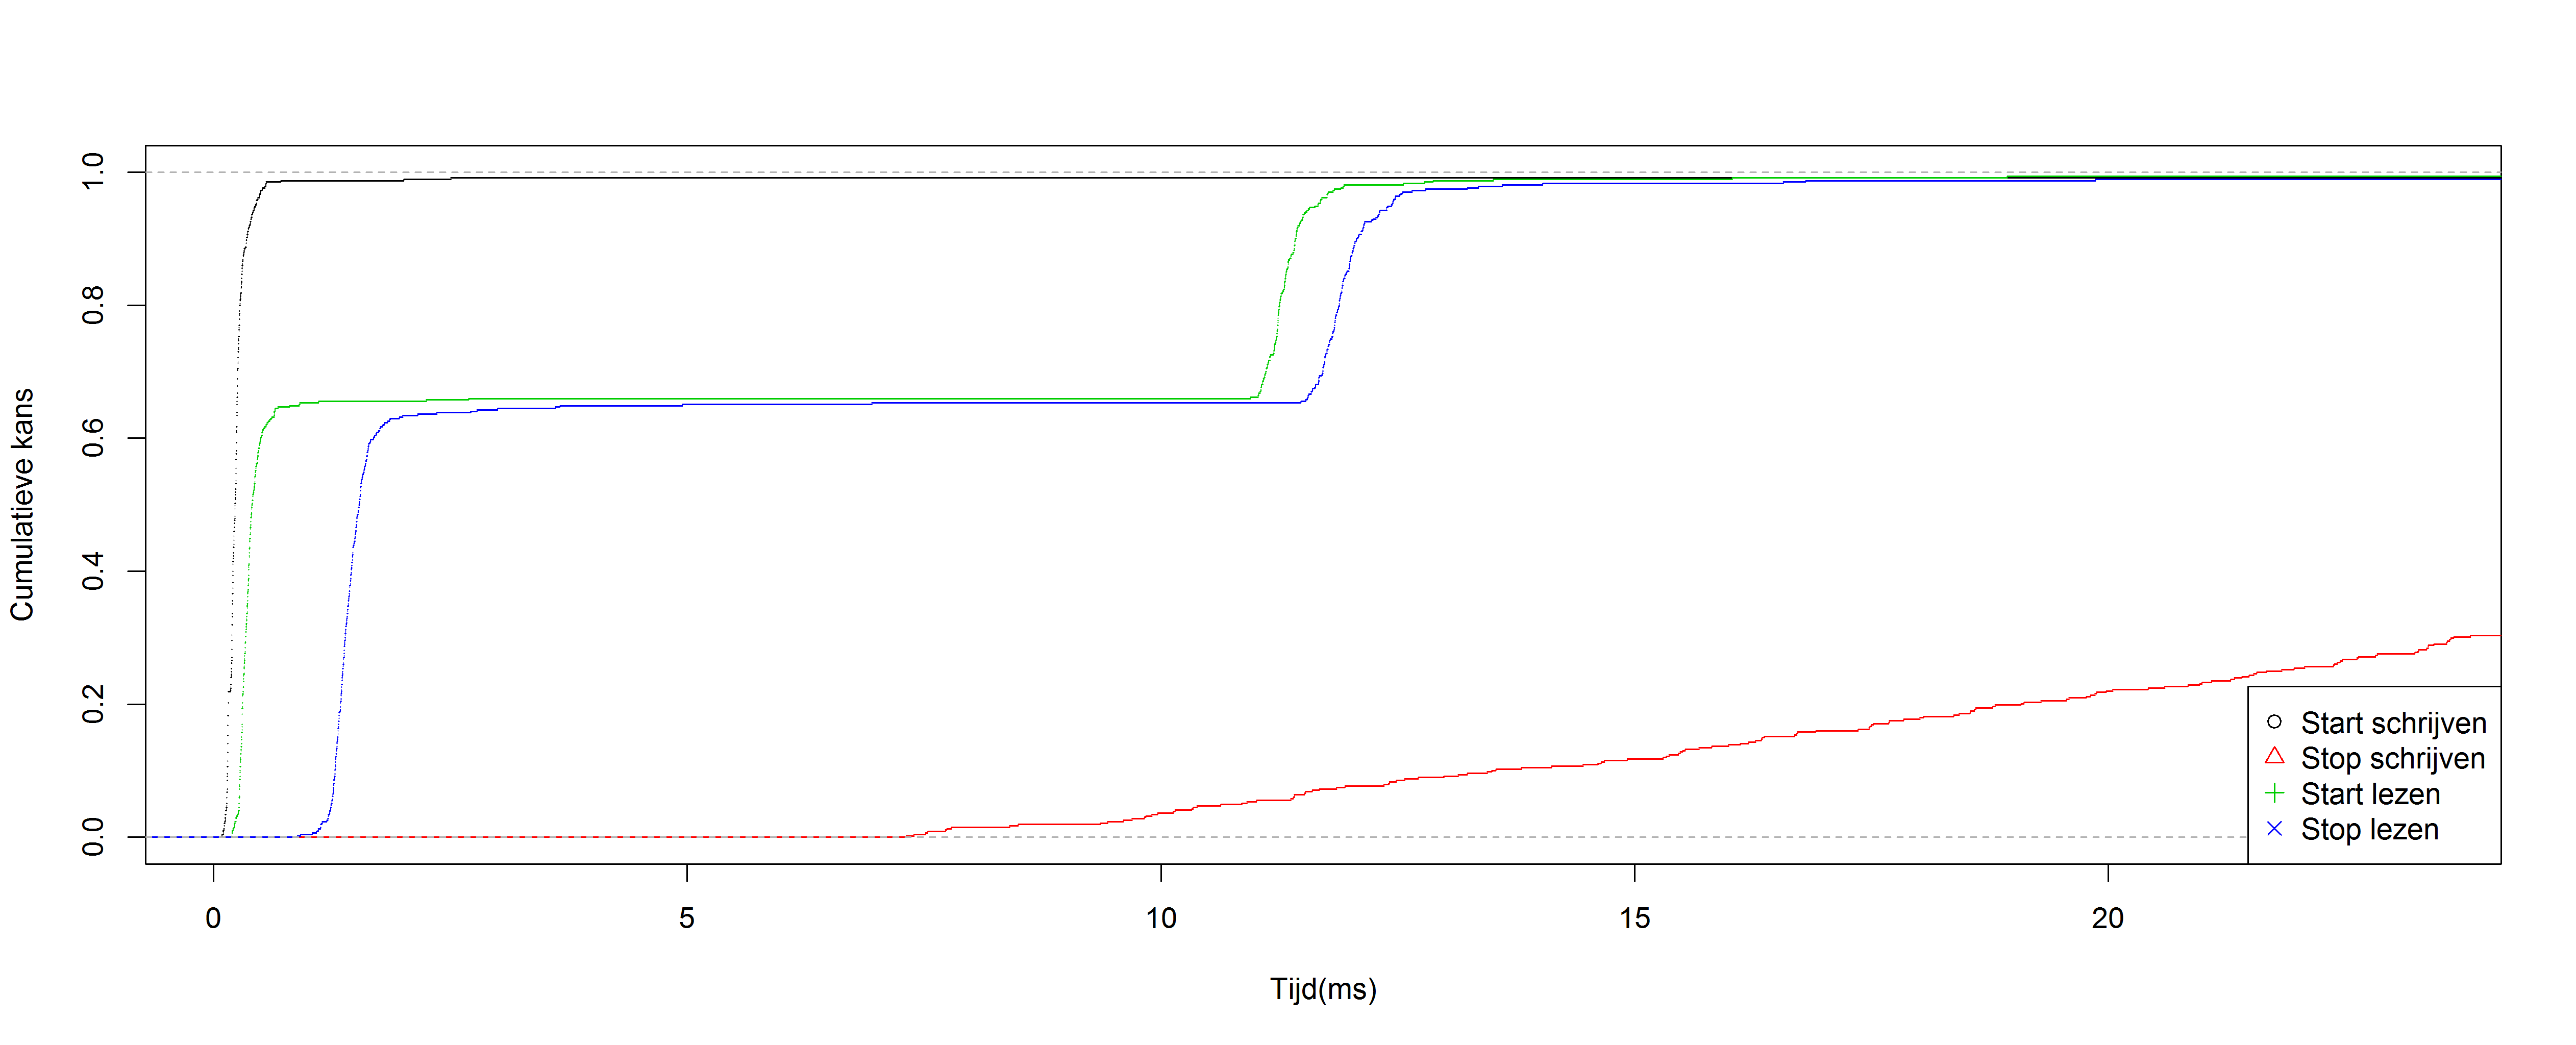 Cumulatieve kans
1.0
0.8
0.6
0.4
0.2
0.0
Start schrijven
Stop schrijven
Start lezen
Stop lezen
0 5 10 15 20
Tijd(ms)